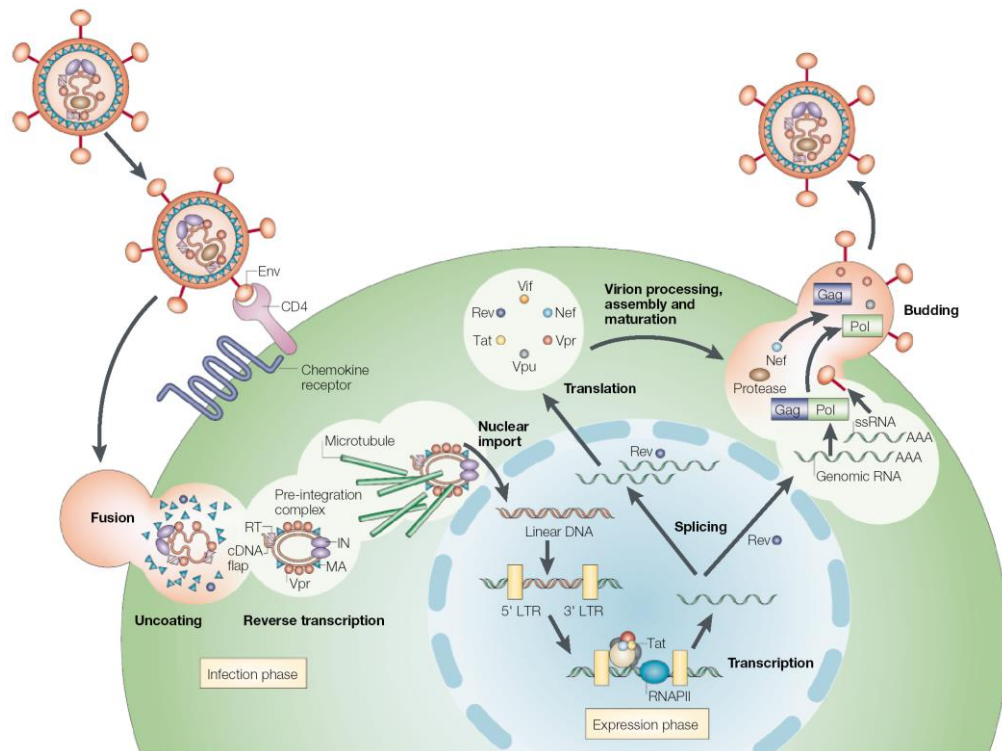 Env
CD4
Chemokine
receptor
Fusion
Uncoating
Reverse transcription
Pre-integration
complex
RT
cDNA
flap
IN
MA
Vpr
Microtubule
Nuclear
import
Infection phase
Linear DNA
5' LTR
3' LTR
Tat
RNAPII
Transcription
Expression phase
Splicing
Rev
Rev
Translation
Vif
Rev
Nef
Tat
Vpr
Vpu
Virion processing,
assembly and
maturation
Gag
Pol
Budding
Nef
Protease
Gag
Pol
ssRNA
AAA
AAA
Genomic RNA